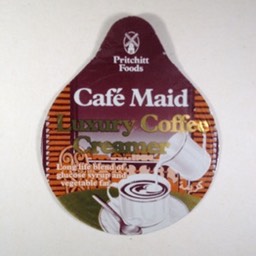 Pritchitt
Foods
Café Maid
Luxury Coffee
Creamer
Long life blend of
glucose syrup and
vegetable fat